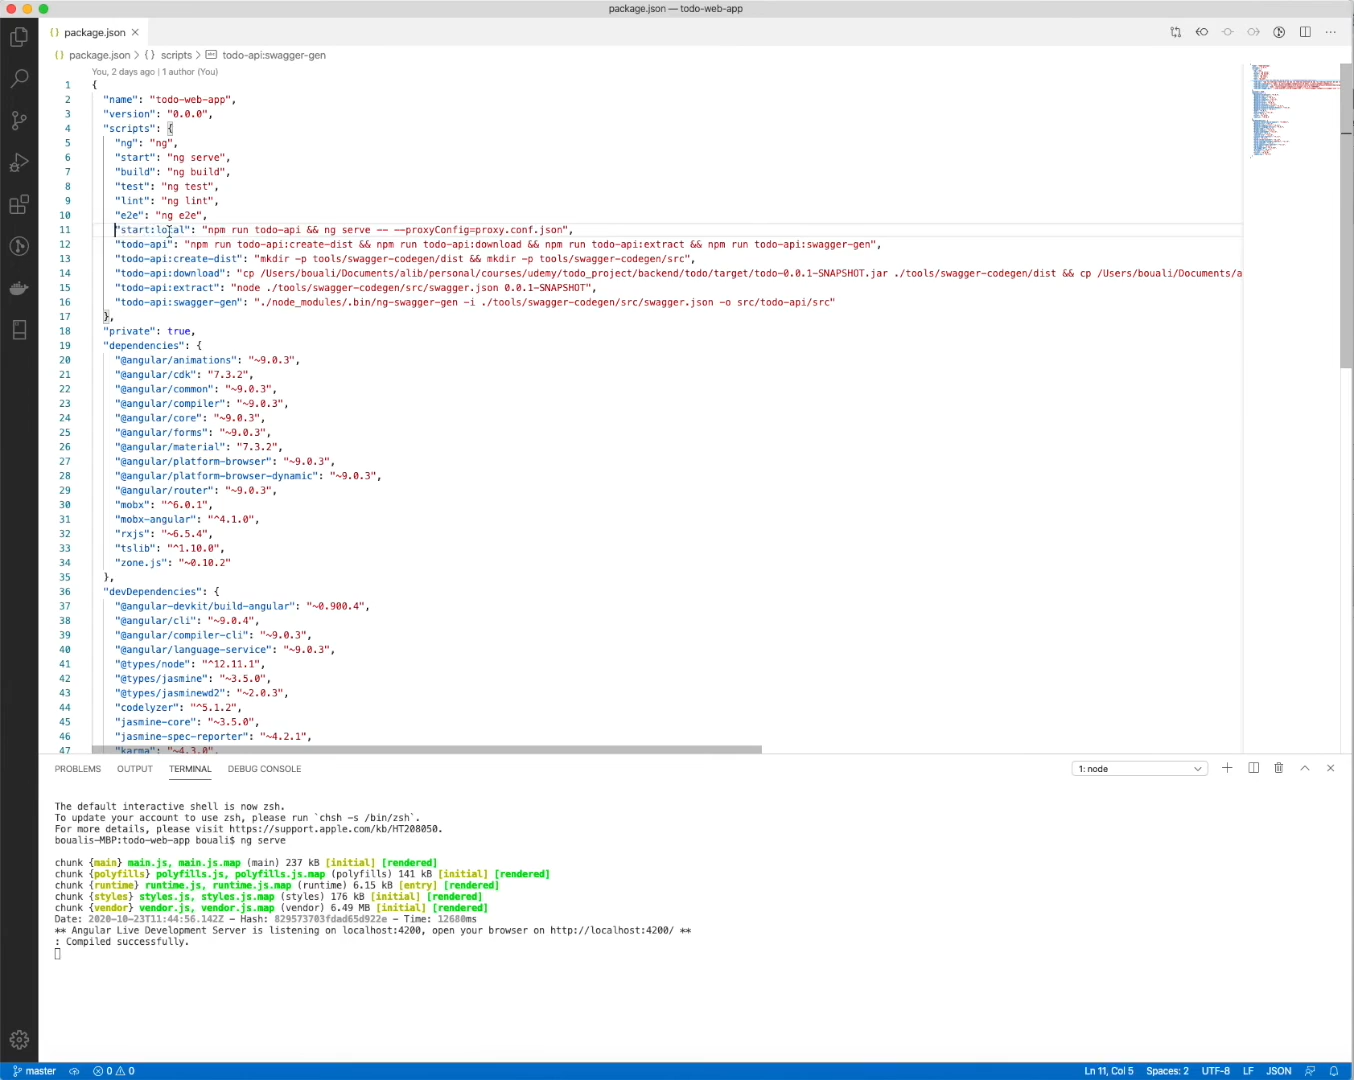 package.json — todo-web-app
{} package.json ×
{} package.json > {} scripts > todo-api:swagger-gen
You, 2 days ago | 1 author (You)
1 {
2 "name": "todo-web-app",
3 "version": "0.0.0",
4 "scripts": {
5 "ng": "ng",
6 "start": "ng serve",
7 "build": "ng build",
8 "test": "ng test",
9 "lint": "ng lint",
10 "e2e": "ng e2e",
11 "start:local": "npm run todo-api && ng serve -- --proxyConfig=proxy.conf.json",
12 "todo-api": "npm run todo-api:create-dist && npm run todo-api:download && npm run todo-api:extract && npm run todo-api:swagger-gen",
13 "todo-api:create-dist": "mkdir -p tools/swagger-codegen/dist && mkdir -p tools/swagger-codegen/src",
14 "todo-api:download": "cp /Users/bouali/Documents/alib/personal/courses/udemy/todo_project/backend/todo/target/todo-0.0.1-SNAPSHOT.jar ./tools/swagger-codegen/dist && cp /Users/bouali/Documents/a
15 "todo-api:extract": "node ./tools/swagger-codegen/src/swagger.json 0.0.1-SNAPSHOT",
16 "todo-api:swagger-gen": "./node_modules/.bin/ng-swagger-gen -i ./tools/swagger-codegen/src/swagger.json -o src/todo-api/src"
17 },
18 "private": true,
19 "dependencies": {
20 "@angular/animations": "~9.0.3",
21 "@angular/cdk": "7.3.2",
22 "@angular/common": "~9.0.3",
23 "@angular/compiler": "~9.0.3",
24 "@angular/core": "~9.0.3",
25 "@angular/forms": "~9.0.3",
26 "@angular/material": "7.3.2",
27 "@angular/platform-browser": "~9.0.3",
28 "@angular/platform-browser-dynamic": "~9.0.3",
29 "@angular/router": "~9.0.3",
30 "mobx": "^6.0.1",
31 "mobx-angular": "^4.1.0",
32 "rxjs": "~6.5.4",
33 "tslib": "^1.10.0",
34 "zone.js": "~0.10.2"
35 },
36 "devDependencies": {
37 "@angular-devkit/build-angular": "~0.900.4",
38 "@angular/cli": "~9.0.4",
39 "@angular/compiler-cli": "~9.0.3",
40 "@angular/language-service": "~9.0.3",
41 "@types/node": "^12.11.1",
42 "@types/jasmine": "~3.5.0",
43 "@types/jasminewd2": "~2.0.3",
44 "codelyzer": "^5.1.2",
45 "jasmine-core": "~3.5.0",
46 "jasmine-spec-reporter": "~4.2.1",
47 "karma": "~4.3.0",
PROBLEMS OUTPUT TERMINAL DEBUG CONSOLE 1: node
The default interactive shell is now zsh.
To update your account to use zsh, please run `chsh -s /bin/zsh`.
For more details, please visit https://support.apple.com/kb/HT208050.
boualis-MBP:todo-web-app bouali$ ng serve
chunk {main} main.js, main.js.map (main) 237 kB [initial] [rendered]
chunk {polyfills} polyfills.js, polyfills.js.map (polyfills) 141 kB [initial] [rendered]
chunk {runtime} runtime.js, runtime.js.map (runtime) 6.15 kB [entry] [rendered]
chunk {styles} styles.js, styles.js.map (styles) 176 kB [initial] [rendered]
chunk {vendor} vendor.js, vendor.js.map (vendor) 6.49 MB [initial] [rendered]
Date: 2020-10-23T11:44:56.142Z - Hash: 829573703fdad65d922e - Time: 12680ms
** Angular Live Development Server is listening on localhost:4200, open your browser on http://localhost:4200/ **
: Compiled successfully.
master 0 0 Ln 11, Col 5 Spaces: 2 UTF-8 LF JSON